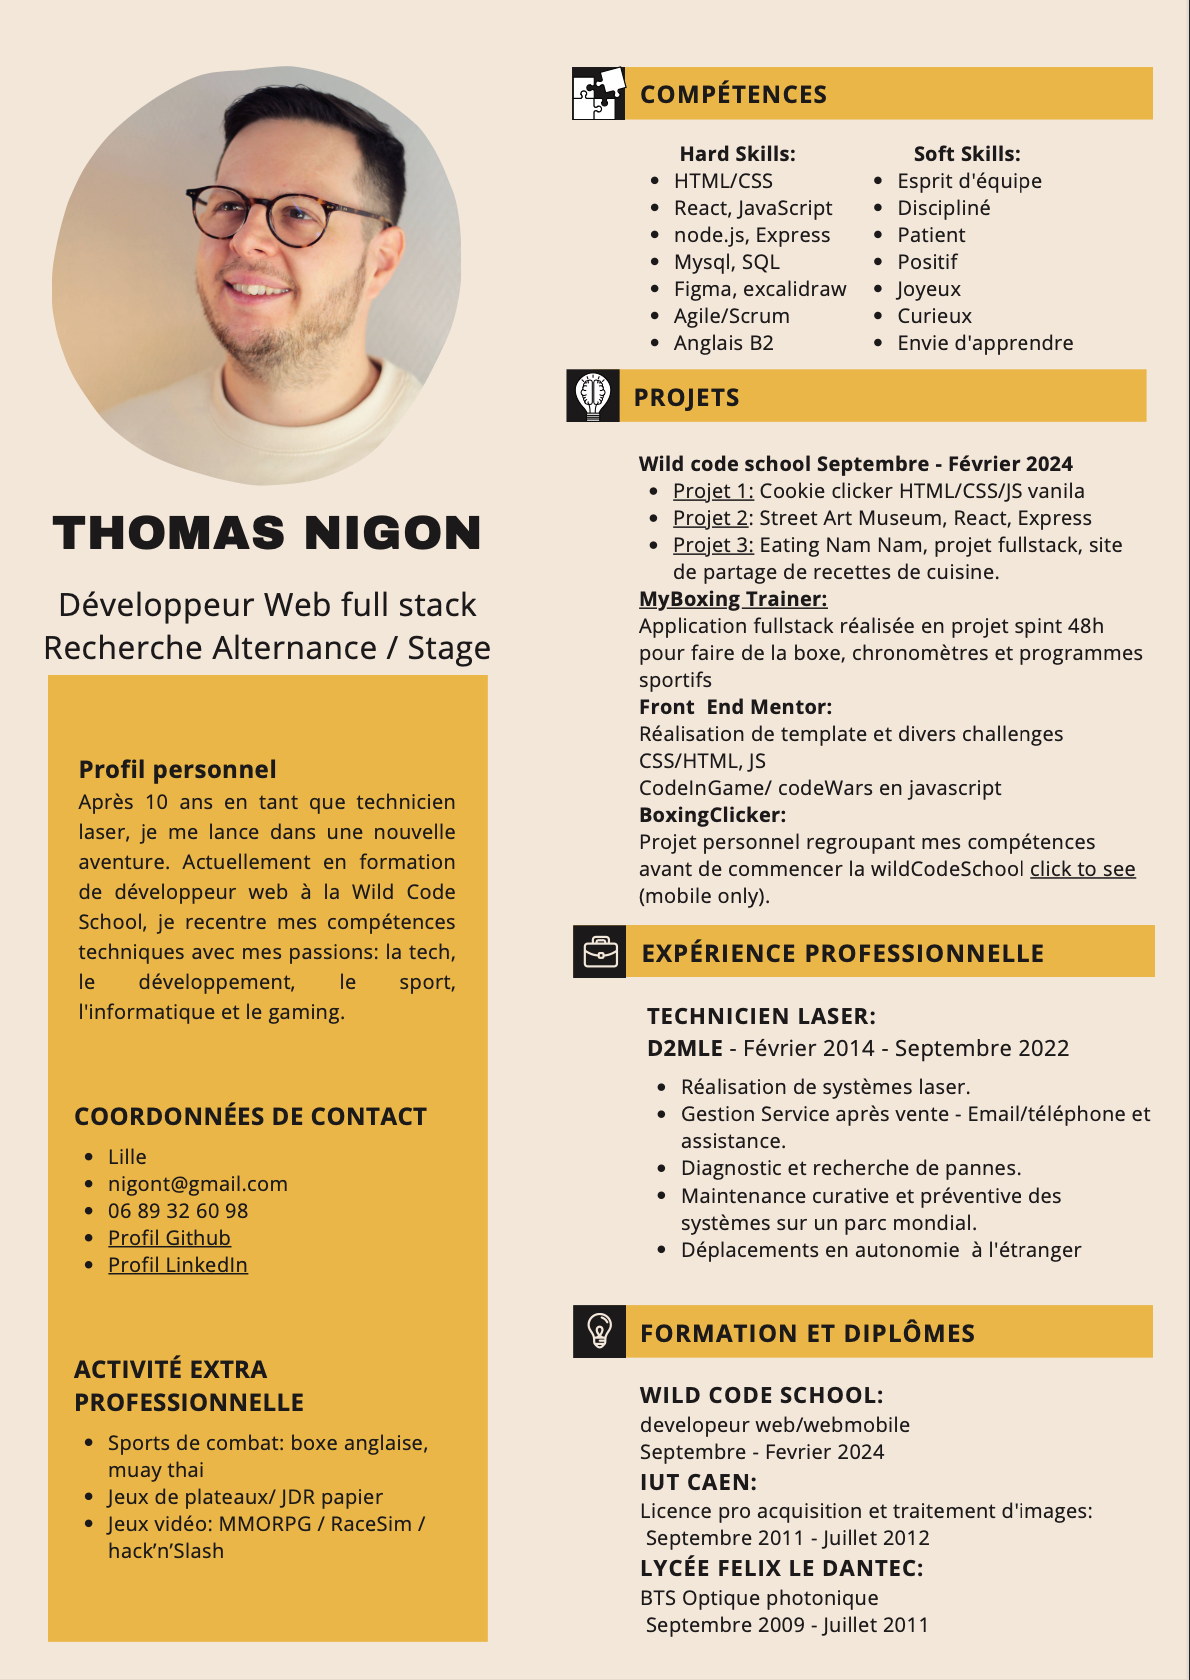 THOMAS NIGON
Développeur Web full stack
Recherche Alternance / Stage
Profil personnel
Après 10 ans en tant que technicien
laser, je me lance dans une nouvelle
aventure. Actuellement en formation
de développeur web à la Wild Code
School, je recentre mes compétences
techniques avec mes passions: la tech,
le développement, le sport,
l'informatique et le gaming.
COORDONNÉES DE CONTACT
• Lille
• nigont@gmail.com
• 06 89 32 60 98
• Profil Github
• Profil LinkedIn
ACTIVITÉ EXTRA
PROFESSIONNELLE
• Sports de combat: boxe anglaise,
muay thai
• Jeux de plateaux/ JDR papier
• Jeux vidéo: MMORPG / RaceSim /
hack’n’Slash
COMPÉTENCES
Hard Skills:
• HTML/CSS
• React, JavaScript
• node.js, Express
• Mysql, SQL
• Figma, excalidraw
• Agile/Scrum
• Anglais B2
Soft Skills:
• Esprit d'équipe
• Discipliné
• Patient
• Positif
• Joyeux
• Curieux
• Envie d'apprendre
PROJETS
Wild code school Septembre - Février 2024
• Projet 1: Cookie clicker HTML/CSS/JS vanila
• Projet 2: Street Art Museum, React, Express
• Projet 3: Eating Nam Nam, projet fullstack, site
de partage de recettes de cuisine.
MyBoxing Trainer:
Application fullstack réalisée en projet spint 48h
pour faire de la boxe, chronomètres et programmes
sportifs
Front  End Mentor:
Réalisation de template et divers challenges
CSS/HTML, JS
CodeInGame/ codeWars en javascript
BoxingClicker:
Projet personnel regroupant mes compétences
avant de commencer la wildCodeSchool click to see
(mobile only).
EXPÉRIENCE PROFESSIONNELLE
TECHNICIEN LASER:
D2MLE - Février 2014 - Septembre 2022
• Réalisation de systèmes laser.
• Gestion Service après vente - Email/téléphone et
assistance.
• Diagnostic et recherche de pannes.
• Maintenance curative et préventive des
systèmes sur un parc mondial.
• Déplacements en autonomie  à l'étranger
FORMATION ET DIPLÔMES
WILD CODE SCHOOL:
developeur web/webmobile
Septembre - Fevrier 2024
IUT CAEN:
Licence pro acquisition et traitement d'images:
Septembre 2011 - Juillet 2012
LYCÉE FELIX LE DANTEC:
BTS Optique photonique
Septembre 2009 - Juillet 2011